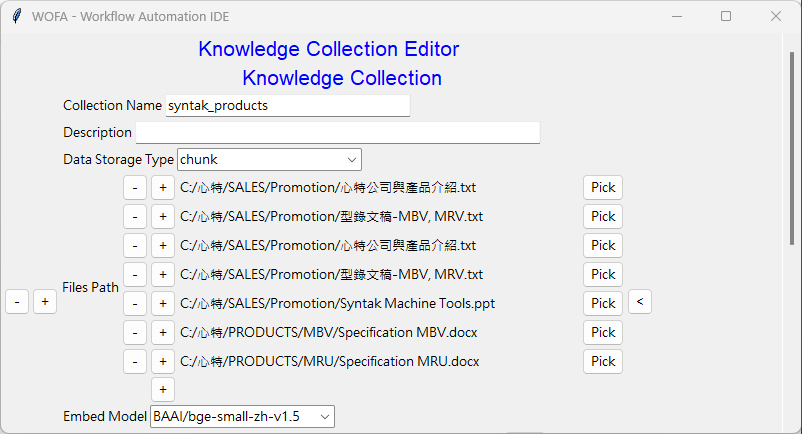 WOFA - Workflow Automation IDE
Knowledge Collection Editor
Knowledge Collection
Collection Name syntak_products
Description
Data Storage Type chunk
- + C:/心特/SALES/Promotion/心特公司與產品介紹.txt Pick
- + C:/心特/SALES/Promotion/型錄文稿-MBV, MRV.txt Pick
- + C:/心特/SALES/Promotion/心特公司與產品介紹.txt Pick
- + C:/心特/SALES/Promotion/型錄文稿-MBV, MRV.txt Pick
- + Files Path - + C:/心特/SALES/Promotion/Syntak Machine Tools.ppt Pick <
- + C:/心特/PRODUCTS/MBV/Specification MBV.docx Pick
- + C:/心特/PRODUCTS/MRU/Specification MRU.docx Pick
+
Embed Model BAAI/bge-small-zh-v1.5